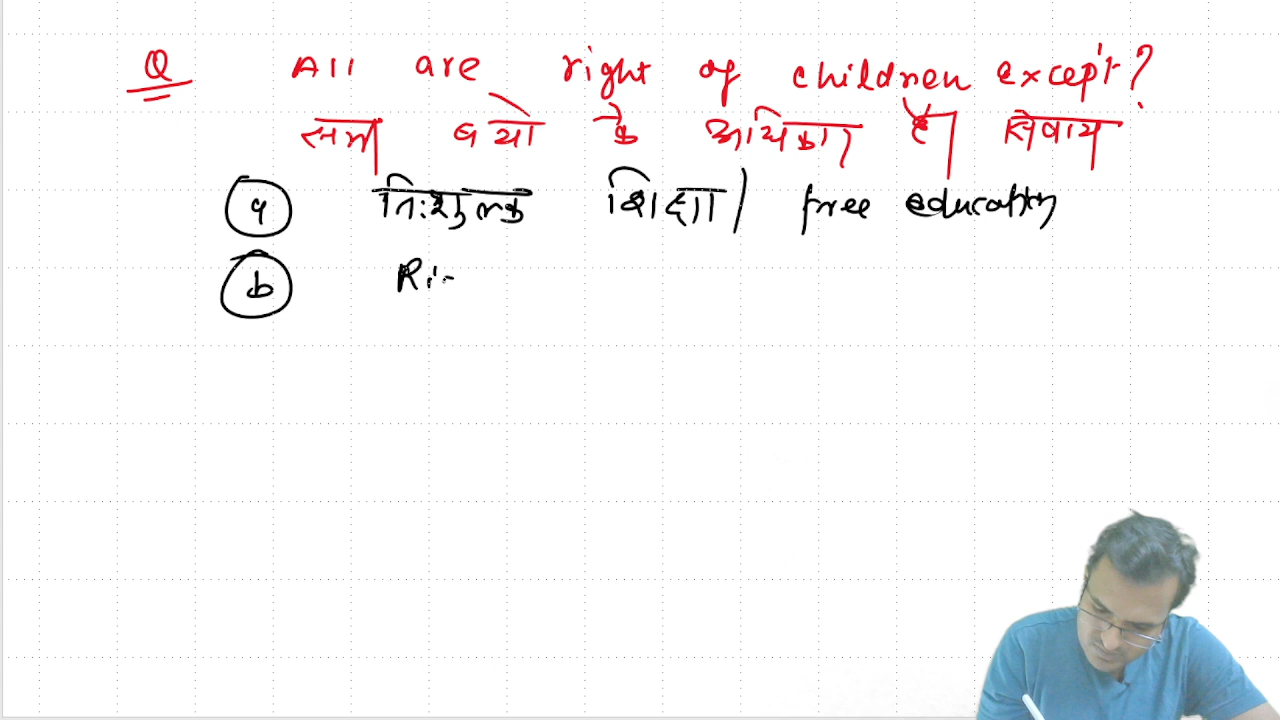 Q All are right of children except?
सभी बच्चो के अधिकार है सिवाय
a निःशुल्क शिक्षा / free education
b